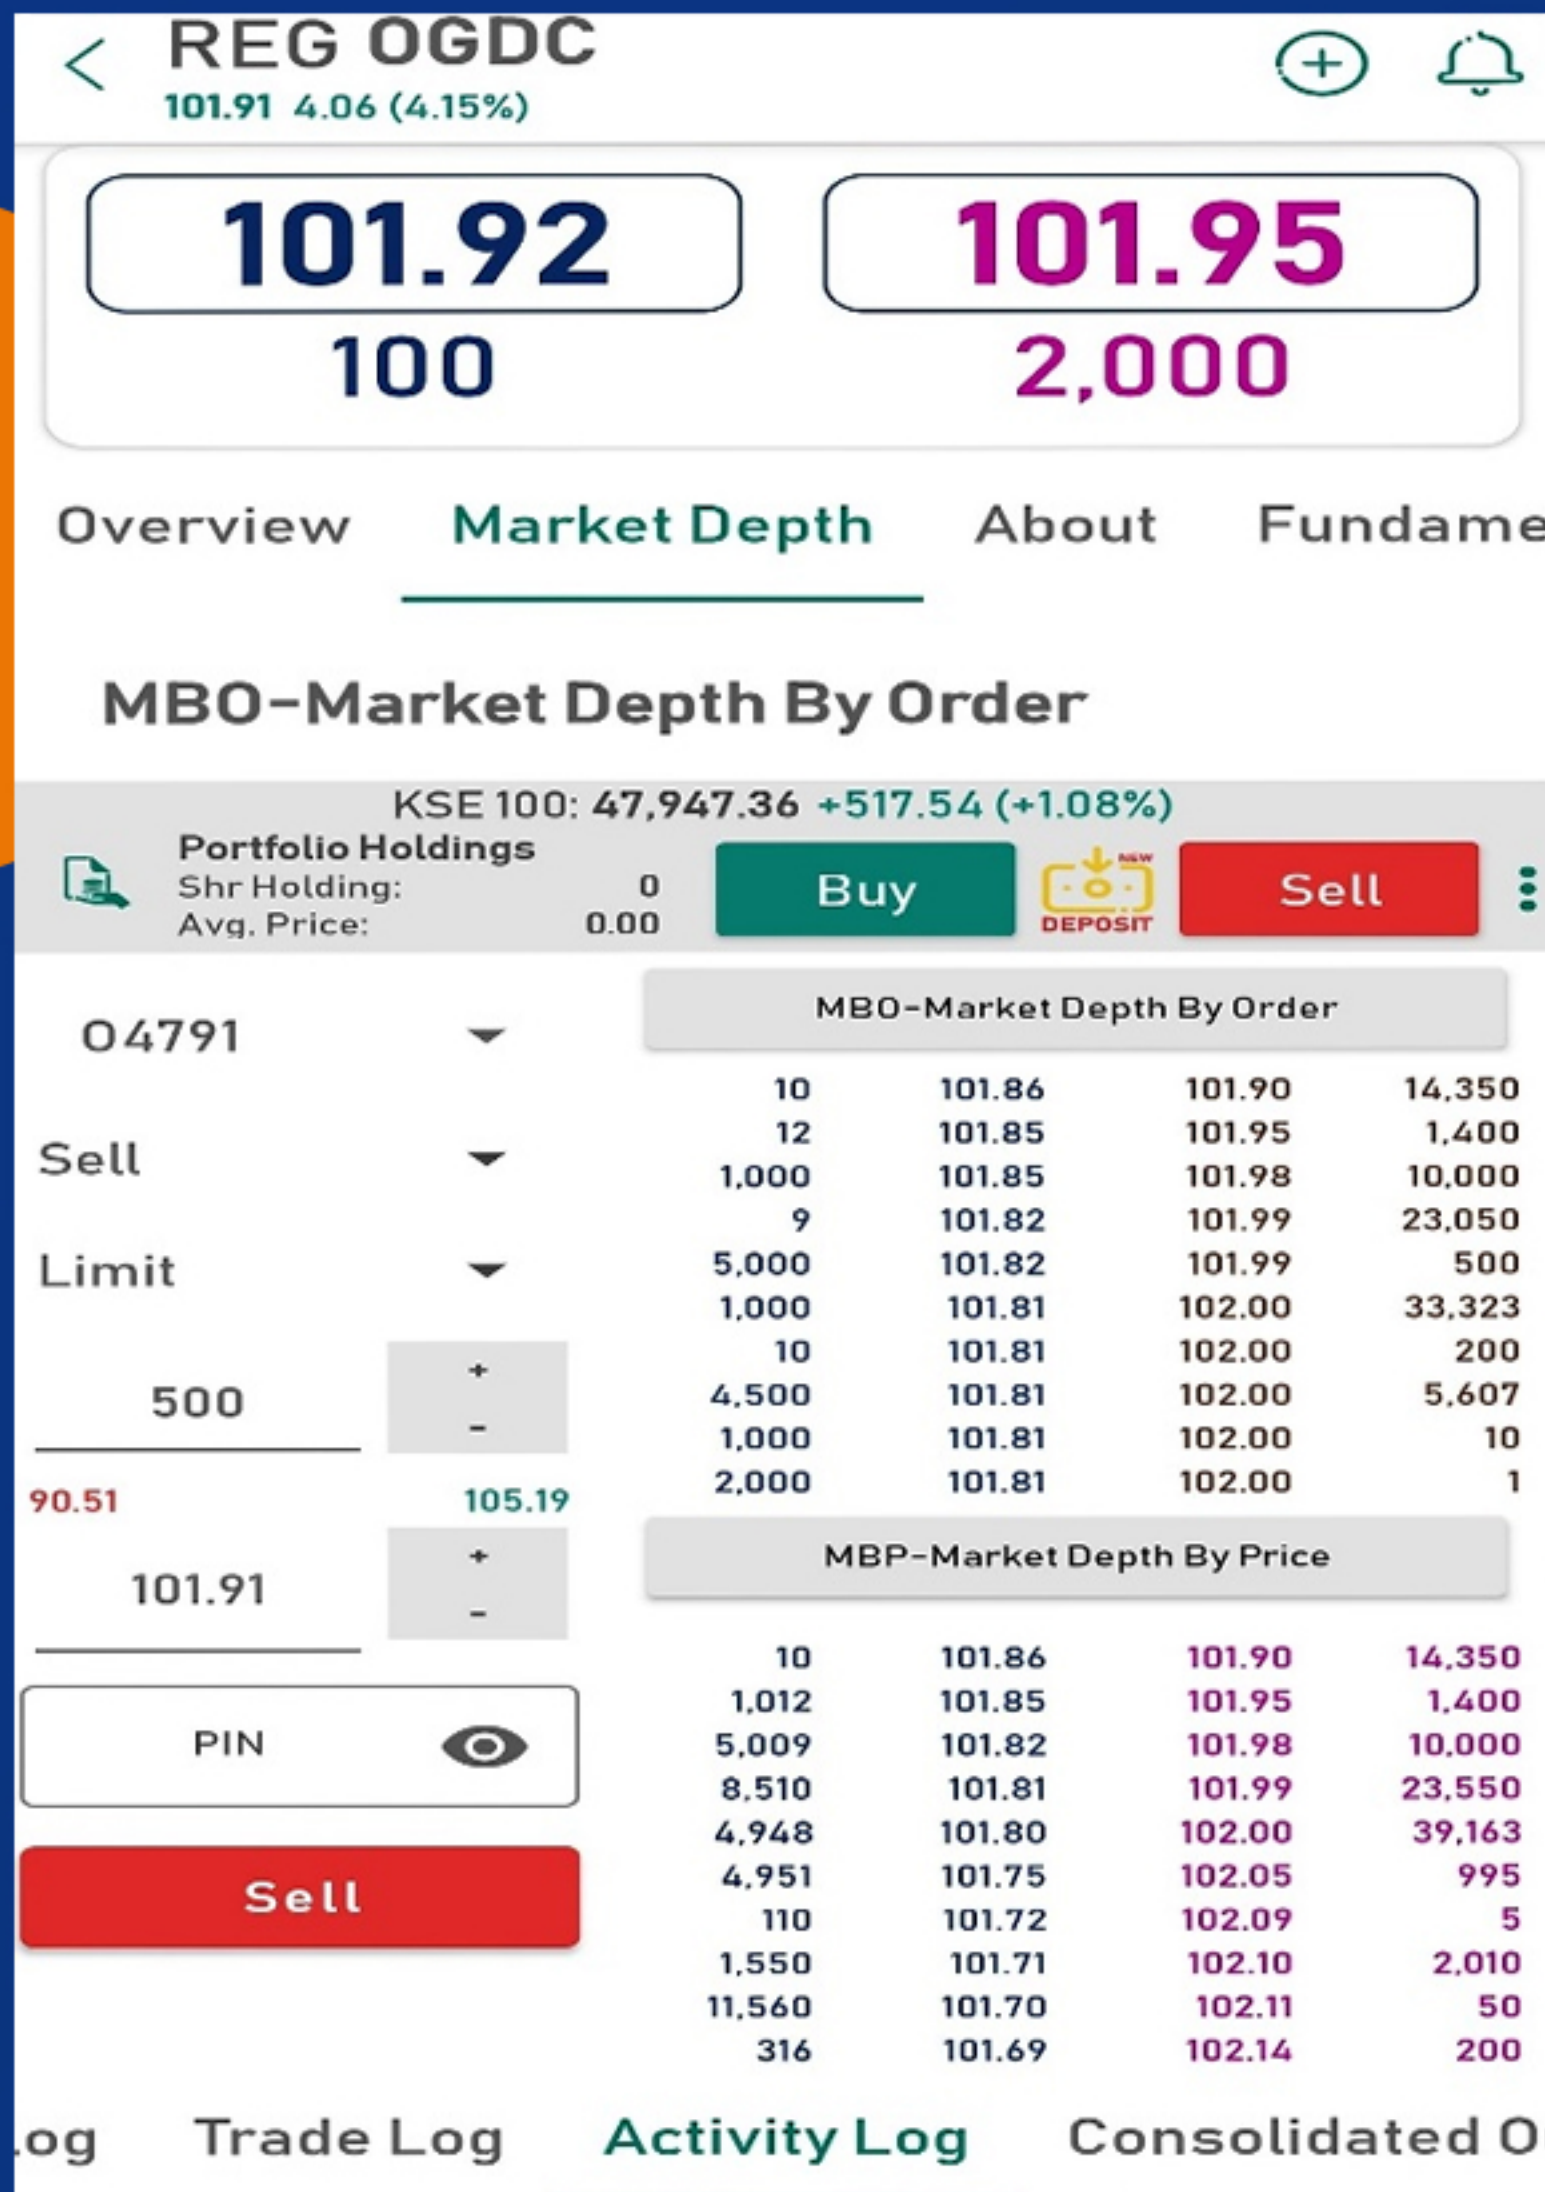 REG OGDC
101.91 4.06 (4.15%)
101.92 101.95
100 2,000
Overview Market Depth About Fundame
MBO-Market Depth By Order
KSE 100: 47,947.36 +517.54 (+1.08%)
Portfolio Holdings
Shr Holding: 0
Avg. Price: 0.00
Buy
NEW
DEPOSIT
Sell
O4791
Sell
Limit
500
+
-
90.51 105.19
101.91
+
-
PIN
Sell
MBO-Market Depth By Order
10 101.86 101.90 14,350
12 101.85 101.95 1,400
1,000 101.85 101.98 10,000
9 101.82 101.99 23,050
5,000 101.82 101.99 500
1,000 101.81 102.00 33,323
10 101.81 102.00 200
4,500 101.81 102.00 5,607
1,000 101.81 102.00 10
2,000 101.81 102.00 1
MBP-Market Depth By Price
10 101.86 101.90 14,350
1,012 101.85 101.95 1,400
5,009 101.82 101.98 10,000
8,510 101.81 101.99 23,550
4,948 101.80 102.00 39,163
4,951 101.75 102.05 995
110 101.72 102.09 5
1,550 101.71 102.10 2,010
11,560 101.70 102.11 50
316 101.69 102.14 200
og Trade Log Activity Log Consolidated O